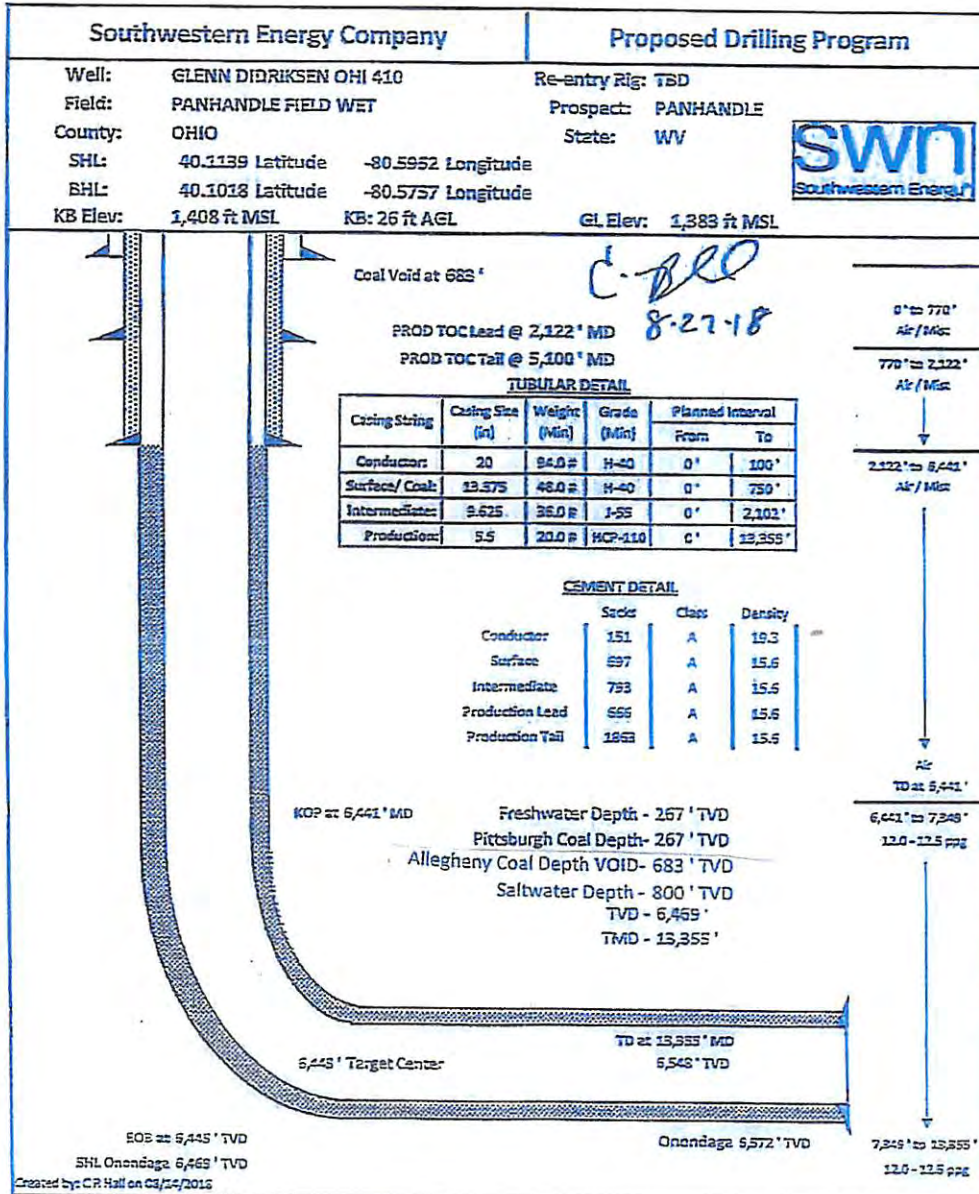 Southwestern Energy Company
Proposed Drilling Program
Well: GLENN DIDRIKSEN OHI 410
Re-entry Rig: TBD
Field: PANHANDLE FIELD WET
Prospect: PANHANDLE
County: OHIO
State: WV
SHL: 40.1139 Latitude -80.5952 Longitude
BHL: 40.1018 Latitude -80.5757 Longitude
KB Elev: 1,408 ft MSL KB: 26 ft AGL GL Elev: 1,383 ft MSL
swn
Southwestern Energy
Coal Void at 683 '
8-27-18
PROD TOC Lead @ 2,122 ' MD
PROD TOC Tail @ 5,100 ' MD
0' to 770'
Air / Mist
770' to 2,122'
Air / Mist
2,122' to 6,441'
Air / Mist
Air
TD at 6,441'
6,441' to 7,349'
12.0 - 12.5 ppg
7,349' to 13,355'
12.0 - 12.5 ppg
TUBULAR DETAIL
Casing String Casing Size (in) Weight (Min) Grade (Min) Planned Interval
From To
Conductor: 20 94.0 # H-40 0' 100'
Surface/ Coal: 13.375 48.0 # H-40 0' 750'
Intermediate: 9.625 36.0 # J-55 0' 2,102'
Production: 5.5 20.0 # HCP-110 0' 13,355'
CEMENT DETAIL
Sacks Class Density
Conductor 151 A 19.3
Surface 697 A 15.6
Intermediate 793 A 15.6
Production Lead A 15.6
Production Tail 1863 A 15.6
KOP at 6,441 ' MD
Freshwater Depth - 267 ' TVD
Pittsburgh Coal Depth- 267 ' TVD
Allegheny Coal Depth VOID- 683 ' TVD
Saltwater Depth - 800 ' TVD
TVD - 6,469 '
TMD - 13,355 '
TD at 13,355 ' MD
6,548 ' TVD
Target Center
EOB at TVD
Onondaga 6,572 ' TVD
SHL Onondaga TVD
Created by: CR Hall on